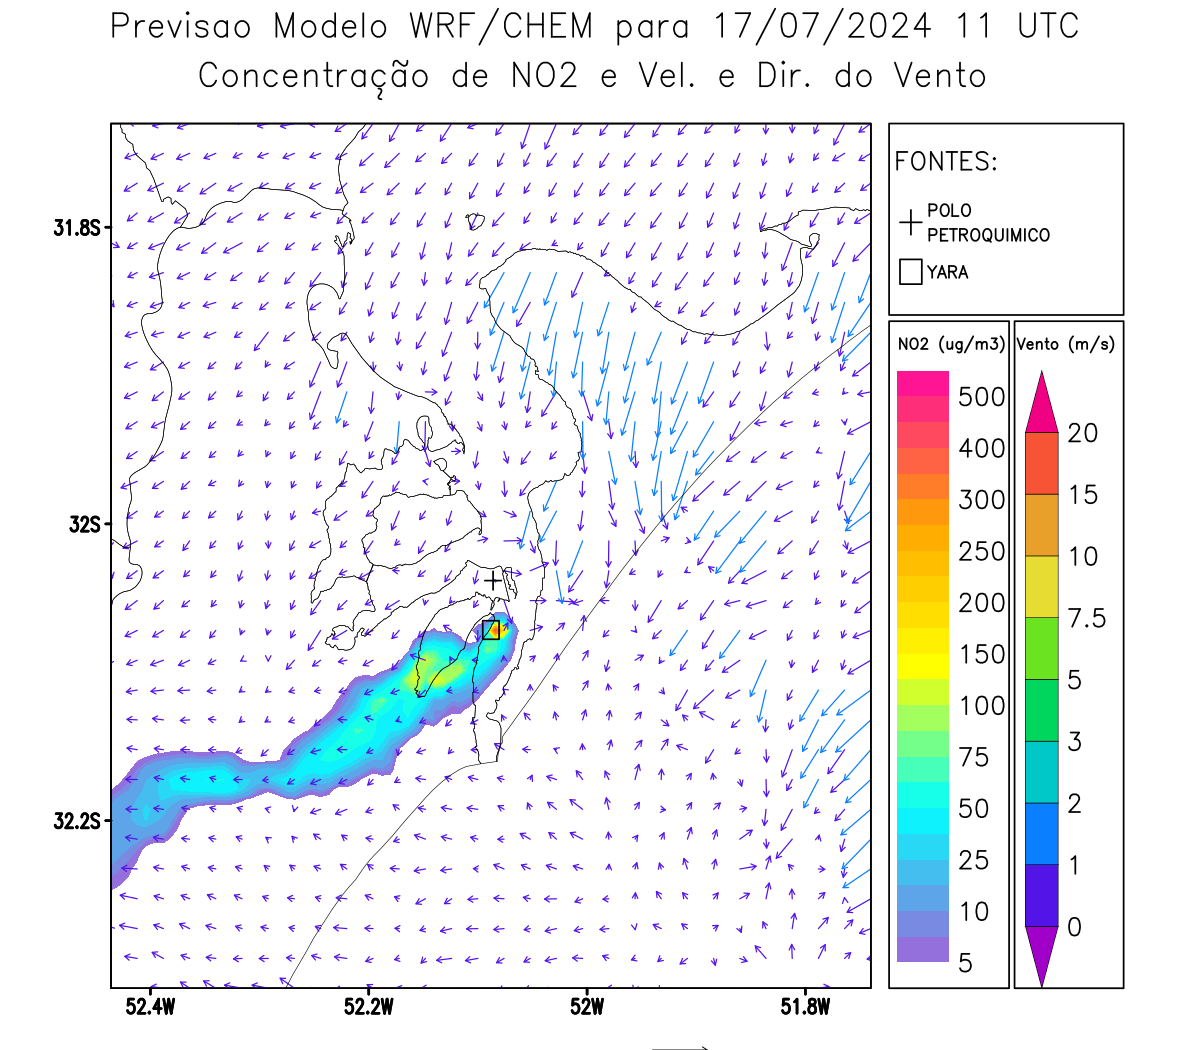 Previsao Modelo WRF/CHEM para 17/07/2024 11 UTC
Concentração de NO2 e Vel. e Dir. do Vento
FONTES:
POLO
PETROQUIMICO
YARA
NO2 (ug/m3)
500
400
300
250
200
150
100
75
50
25
10
5
Vento (m/s)
20
15
10
7.5
5
3
2
1
0
31.8S
32S
32.2S
52.4W
52.2W
52W
51.8W